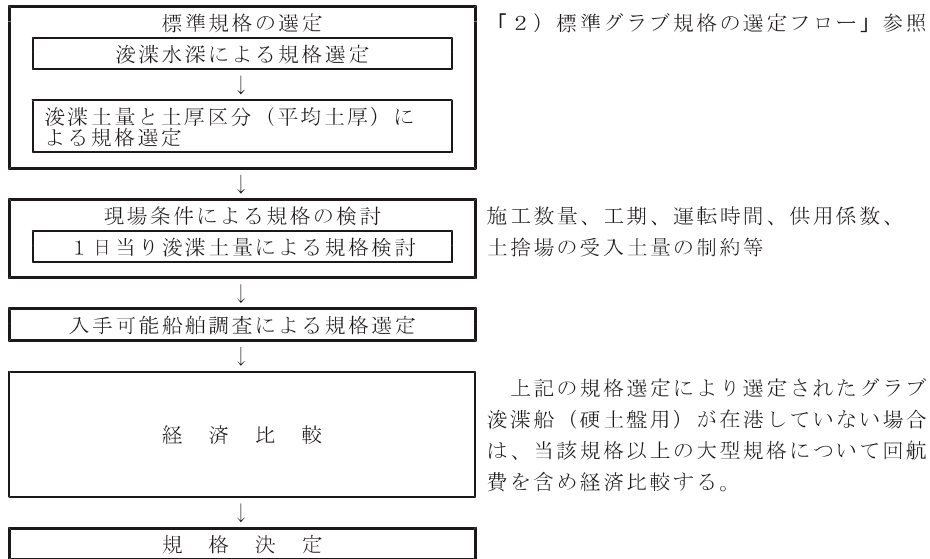 標準規格の選定
「２）標準グラブ規格の選定フロー」参照
浚渫水深による規格選定
↓
浚渫土量と土厚区分（平均土厚）に
よる規格選定
↓
現場条件による規格の検討
施工数量、工期、運転時間、供用係数、
１日当り浚渫土量による規格検討
土捨場の受入土量の制約等
↓
入手可能船舶調査による規格選定
↓
経　済　比　較
上記の規格選定により選定されたグラブ
浚渫船（硬土盤用）が在港していない場合
は、当該規格以上の大型規格について回航
費を含め経済比較する。
↓
規　格　決　定